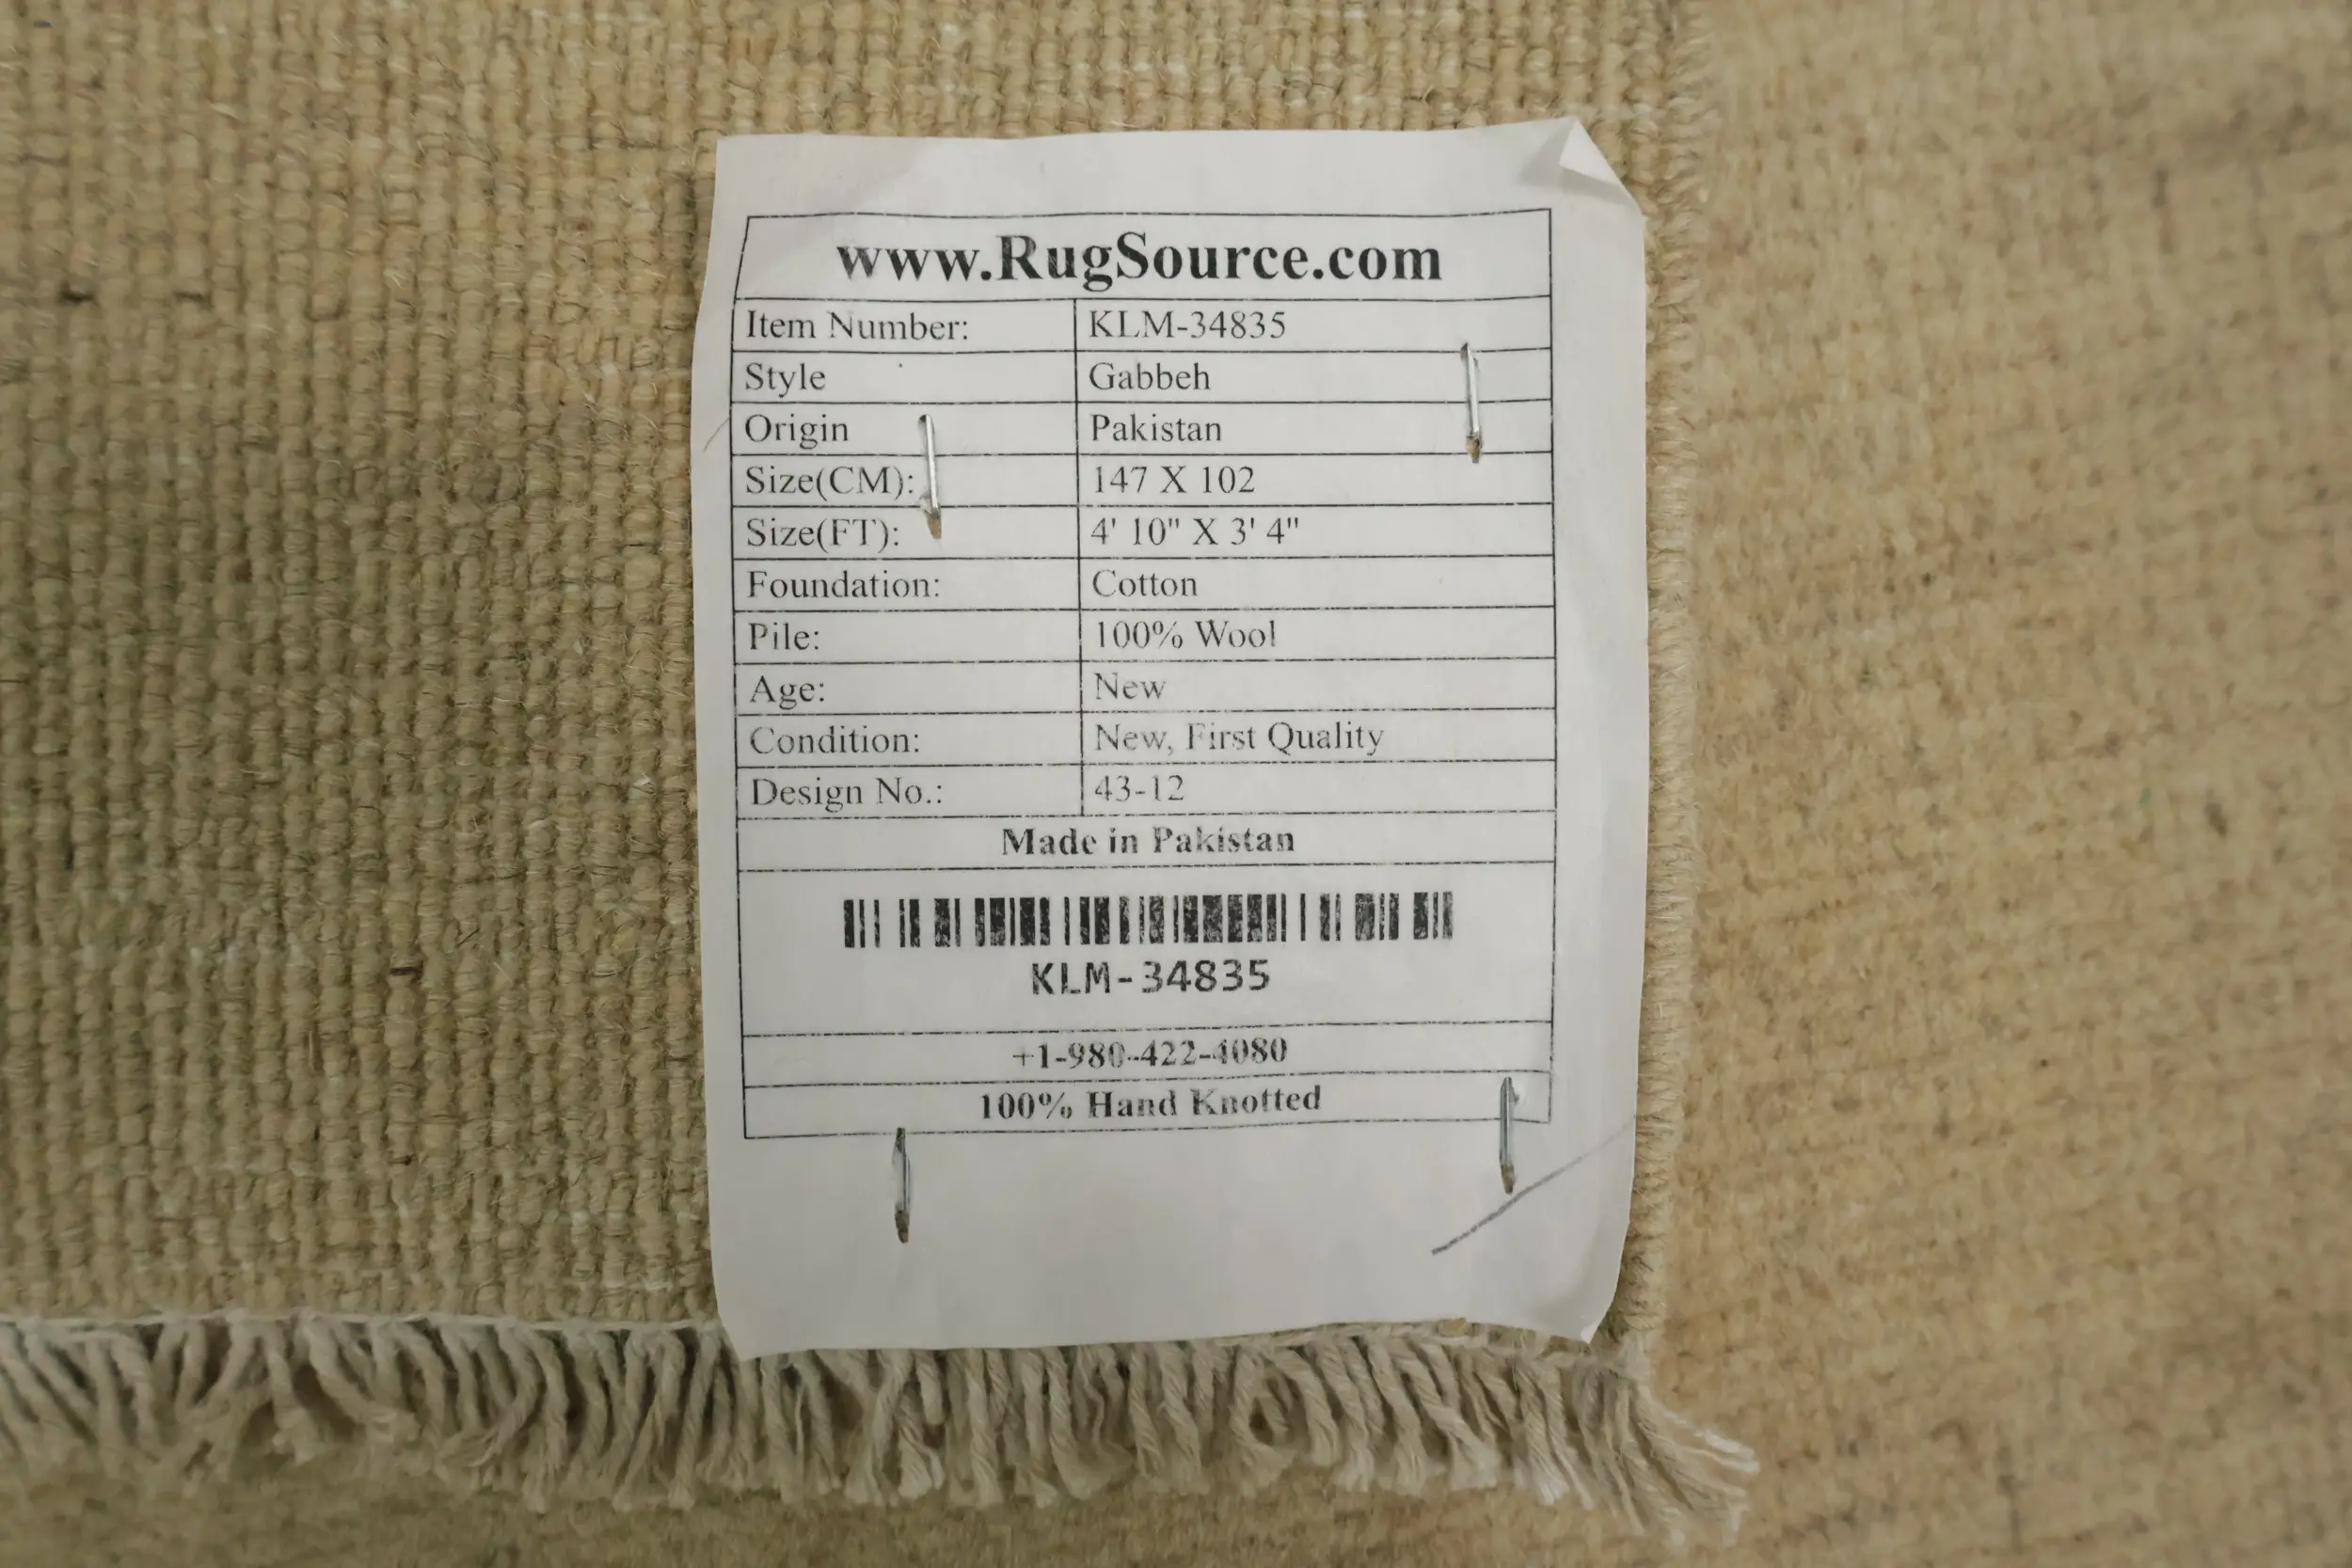 www.RugSource.com
Item Number: KLM-34835
Style Gabbeh
Origin Pakistan
Size(CM): 147 X 102
Size(FT): 4' 10" X 3' 4"
Foundation: Cotton
Pile: 100% Wool
Age: New
Condition: New, First Quality
Design No.: 43-12
Made in Pakistan
KLM-34835
+1-980-422-4080
100% Hand Knotted